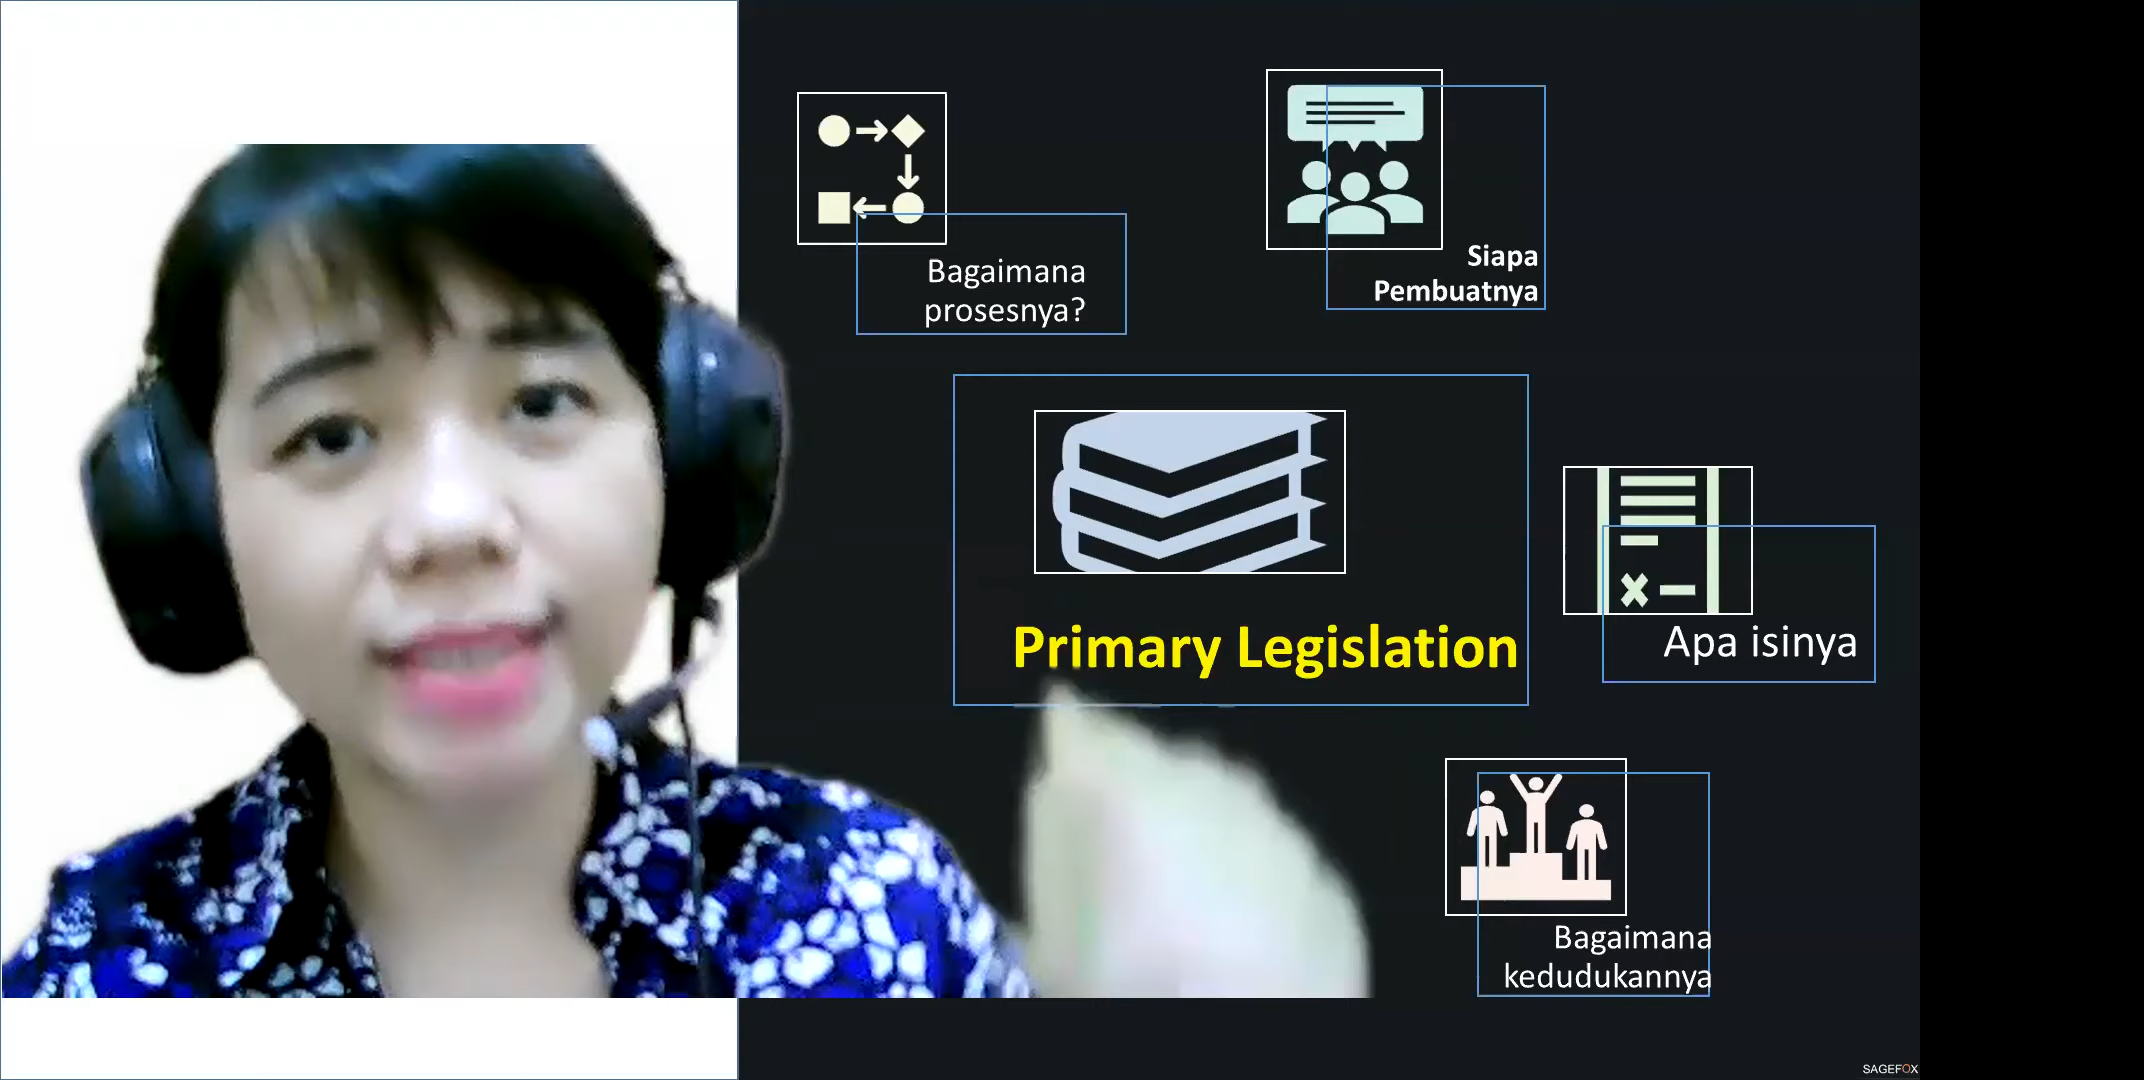 Bagaimana
prosesnya?
Siapa
Pembuatnya
Primary Legislation
Apa isinya
Bagaimana
kedudukannya
SAGEFOX